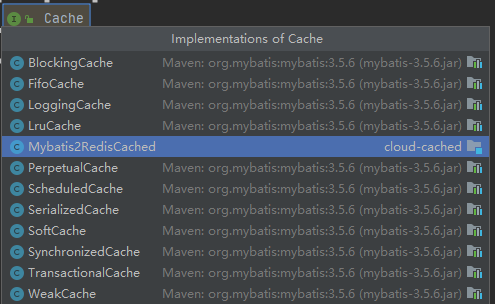 Cache
Implementations of Cache
BlockingCache Maven: org.mybatis:mybatis:3.5.6 (mybatis-3.5.6.jar)
FifoCache Maven: org.mybatis:mybatis:3.5.6 (mybatis-3.5.6.jar)
LoggingCache Maven: org.mybatis:mybatis:3.5.6 (mybatis-3.5.6.jar)
LruCache Maven: org.mybatis:mybatis:3.5.6 (mybatis-3.5.6.jar)
Mybatis2RedisCached cloud-cached
PerpetualCache Maven: org.mybatis:mybatis:3.5.6 (mybatis-3.5.6.jar)
ScheduledCache Maven: org.mybatis:mybatis:3.5.6 (mybatis-3.5.6.jar)
SerializedCache Maven: org.mybatis:mybatis:3.5.6 (mybatis-3.5.6.jar)
SoftCache Maven: org.mybatis:mybatis:3.5.6 (mybatis-3.5.6.jar)
SynchronizedCache Maven: org.mybatis:mybatis:3.5.6 (mybatis-3.5.6.jar)
TransactionalCache Maven: org.mybatis:mybatis:3.5.6 (mybatis-3.5.6.jar)
WeakCache Maven: org.mybatis:mybatis:3.5.6 (mybatis-3.5.6.jar)